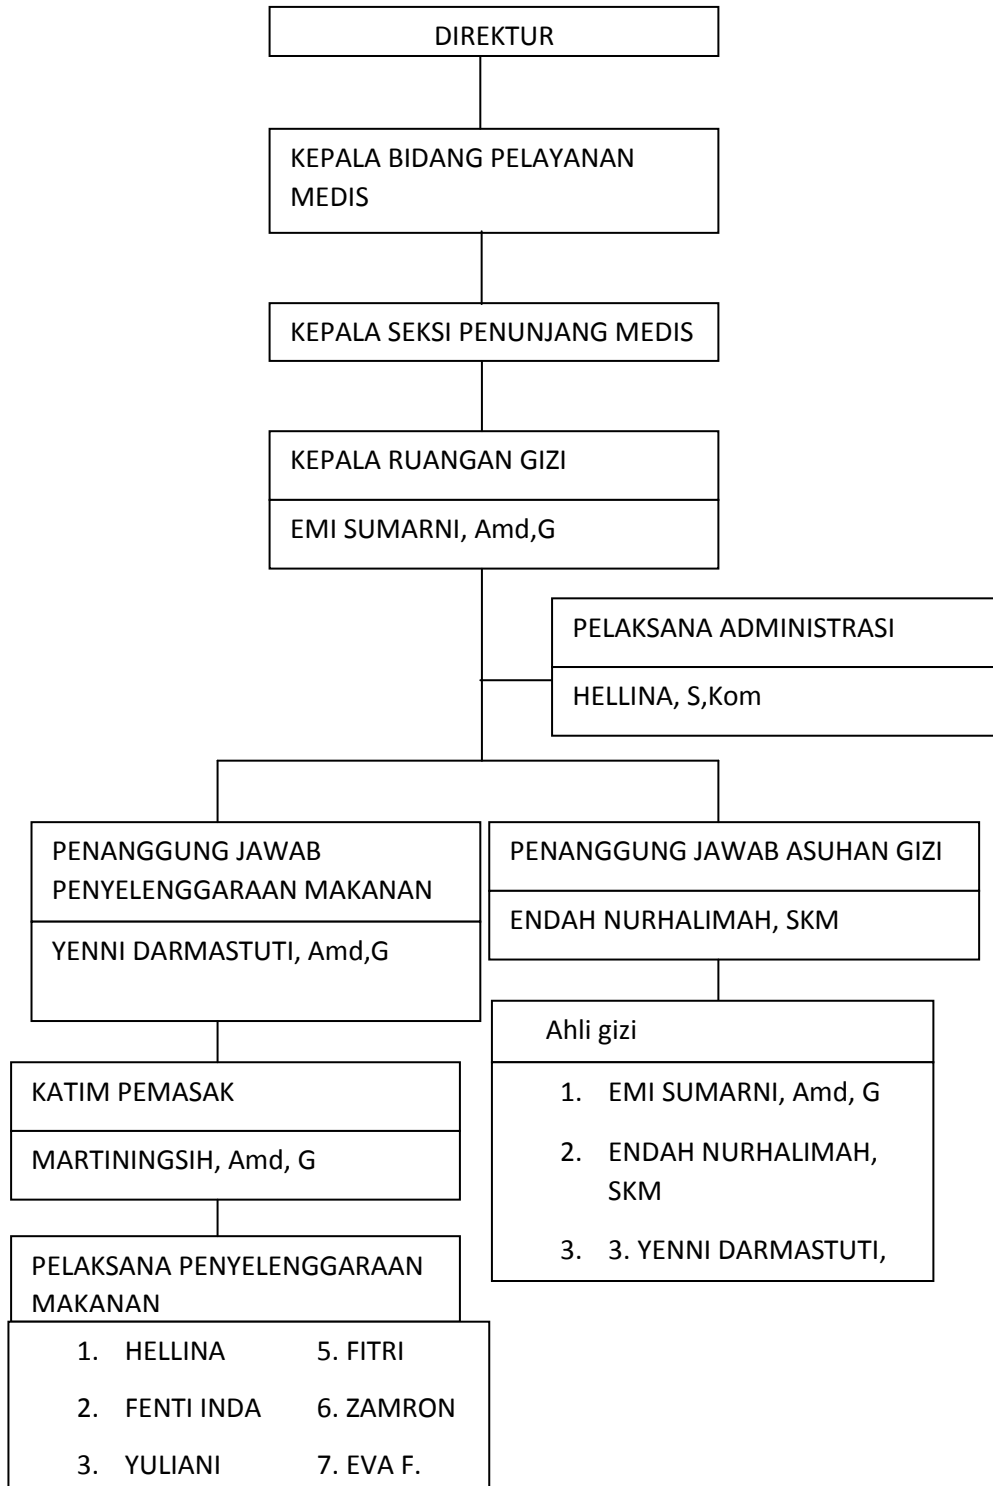 DIREKTUR
KEPALA BIDANG PELAYANAN
MEDIS
KEPALA SEKSI PENUNJANG MEDIS
KEPALA RUANGAN GIZI
EMI SUMARNI, Amd,G
PELAKSANA ADMINISTRASI
HELLINA, S,Kom
PENANGGUNG JAWAB
PENYELENGGARAAN MAKANAN
YENNI DARMASTUTI, Amd,G
PENANGGUNG JAWAB ASUHAN GIZI
ENDAH NURHALIMAH, SKM
Ahli gizi
1. EMI SUMARNI, Amd, G
2. ENDAH NURHALIMAH,
SKM
3. 3. YENNI DARMASTUTI,
KATIM PEMASAK
MARTININGSIH, Amd, G
PELAKSANA PENYELENGGARAAN
MAKANAN
1. HELLINA 5. FITRI
2. FENTI INDA 6. ZAMRON
3. YULIANI 7. EVA F.